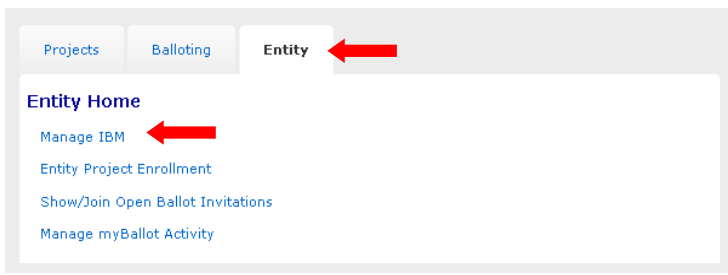 Projects Balloting Entity
Entity Home
Manage IBM
Entity Project Enrollment
Show/Join Open Ballot Invitations
Manage myBallot Activity